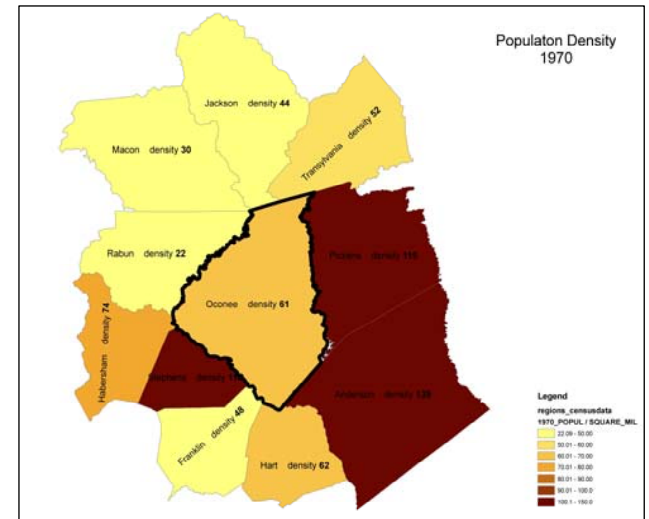 Populaton Density
1970
Jackson density 44
Transylvania density 52
Macon density 30
Rabun density 22
Pickens density
Oconee density 61
Habersham density 74
Stephens density
Anderson density
Franklin density 48
Hart density 62
Legend
regions_censusdata
1970_POPUL / SQUARE_MIL
22.09 - 50.00
50.01 - 60.00
60.01 - 70.00
70.01 - 80.00
80.01 - 90.00
90.01 - 100.0
100.1 - 150.0